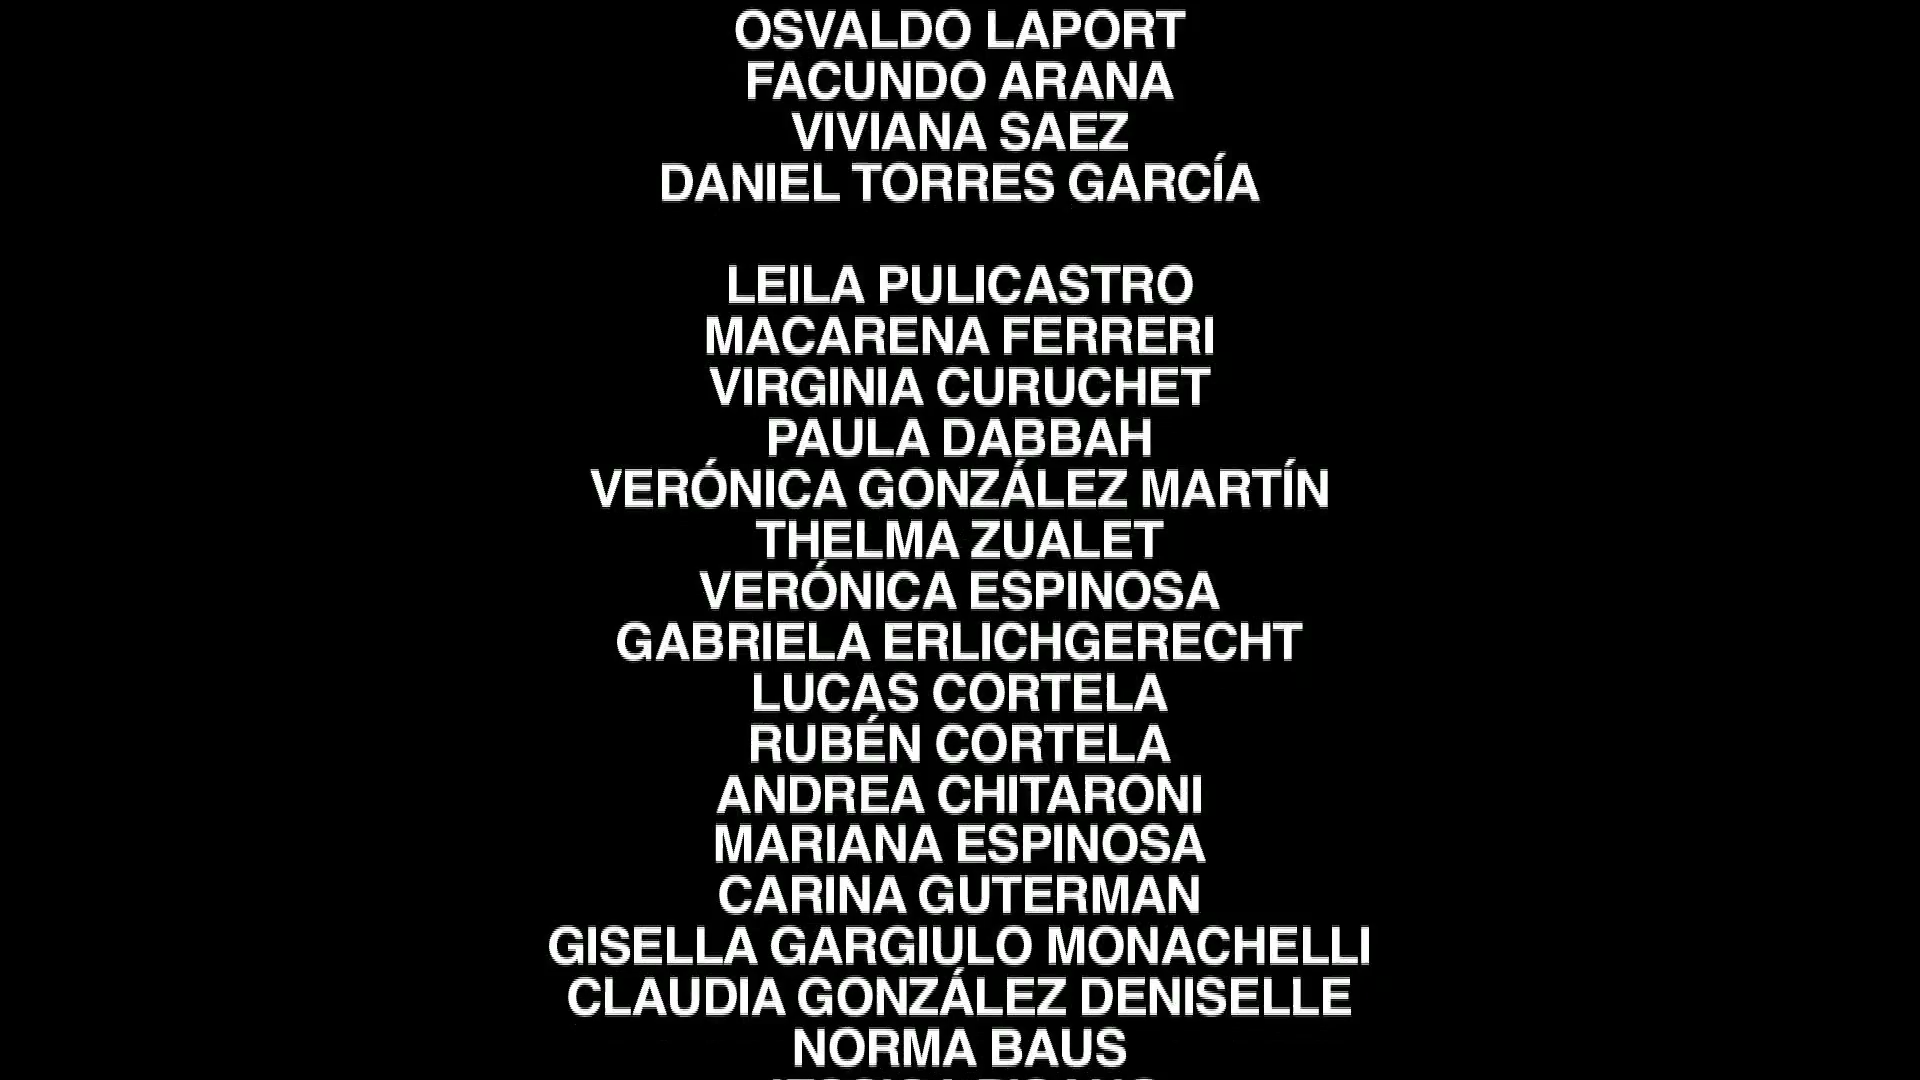 OSVALDO LAPORT
FACUNDO ARANA
VIVIANA SAEZ
DANIEL TORRES GARCÍA
LEILA PULICASTRO
MACARENA FERRERI
VIRGINIA CURUCHET
PAULA DABBAH
VERÓNICA GONZÁLEZ MARTÍN
THELMA ZUALET
VERÓNICA ESPINOSA
GABRIELA ERLICHGERECHT
LUCAS CORTELA
RUBÉN CORTELA
ANDREA CHITARONI
MARIANA ESPINOSA
CARINA GUTERMAN
GISELLA GARGIULO MONACHELLI
CLAUDIA GONZÁLEZ DENISELLE
NORMA BAUS